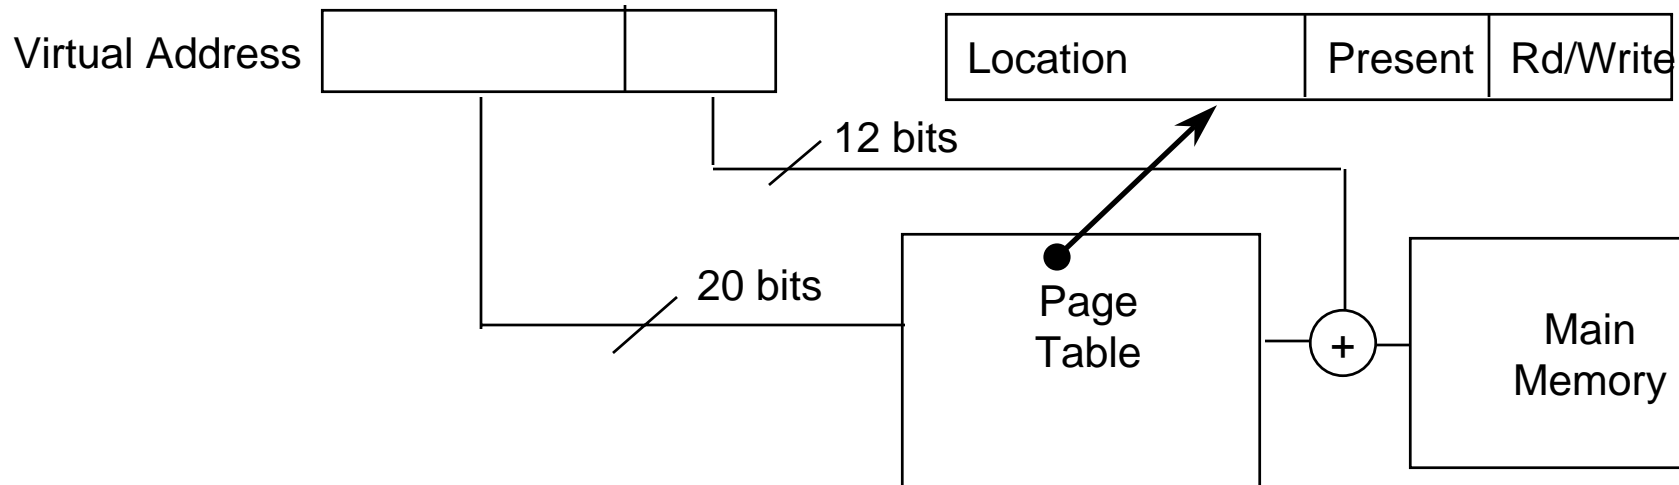 Virtual Address
Location Present Rd/Write
12 bits
20 bits
Page
Table
+
Main
Memory